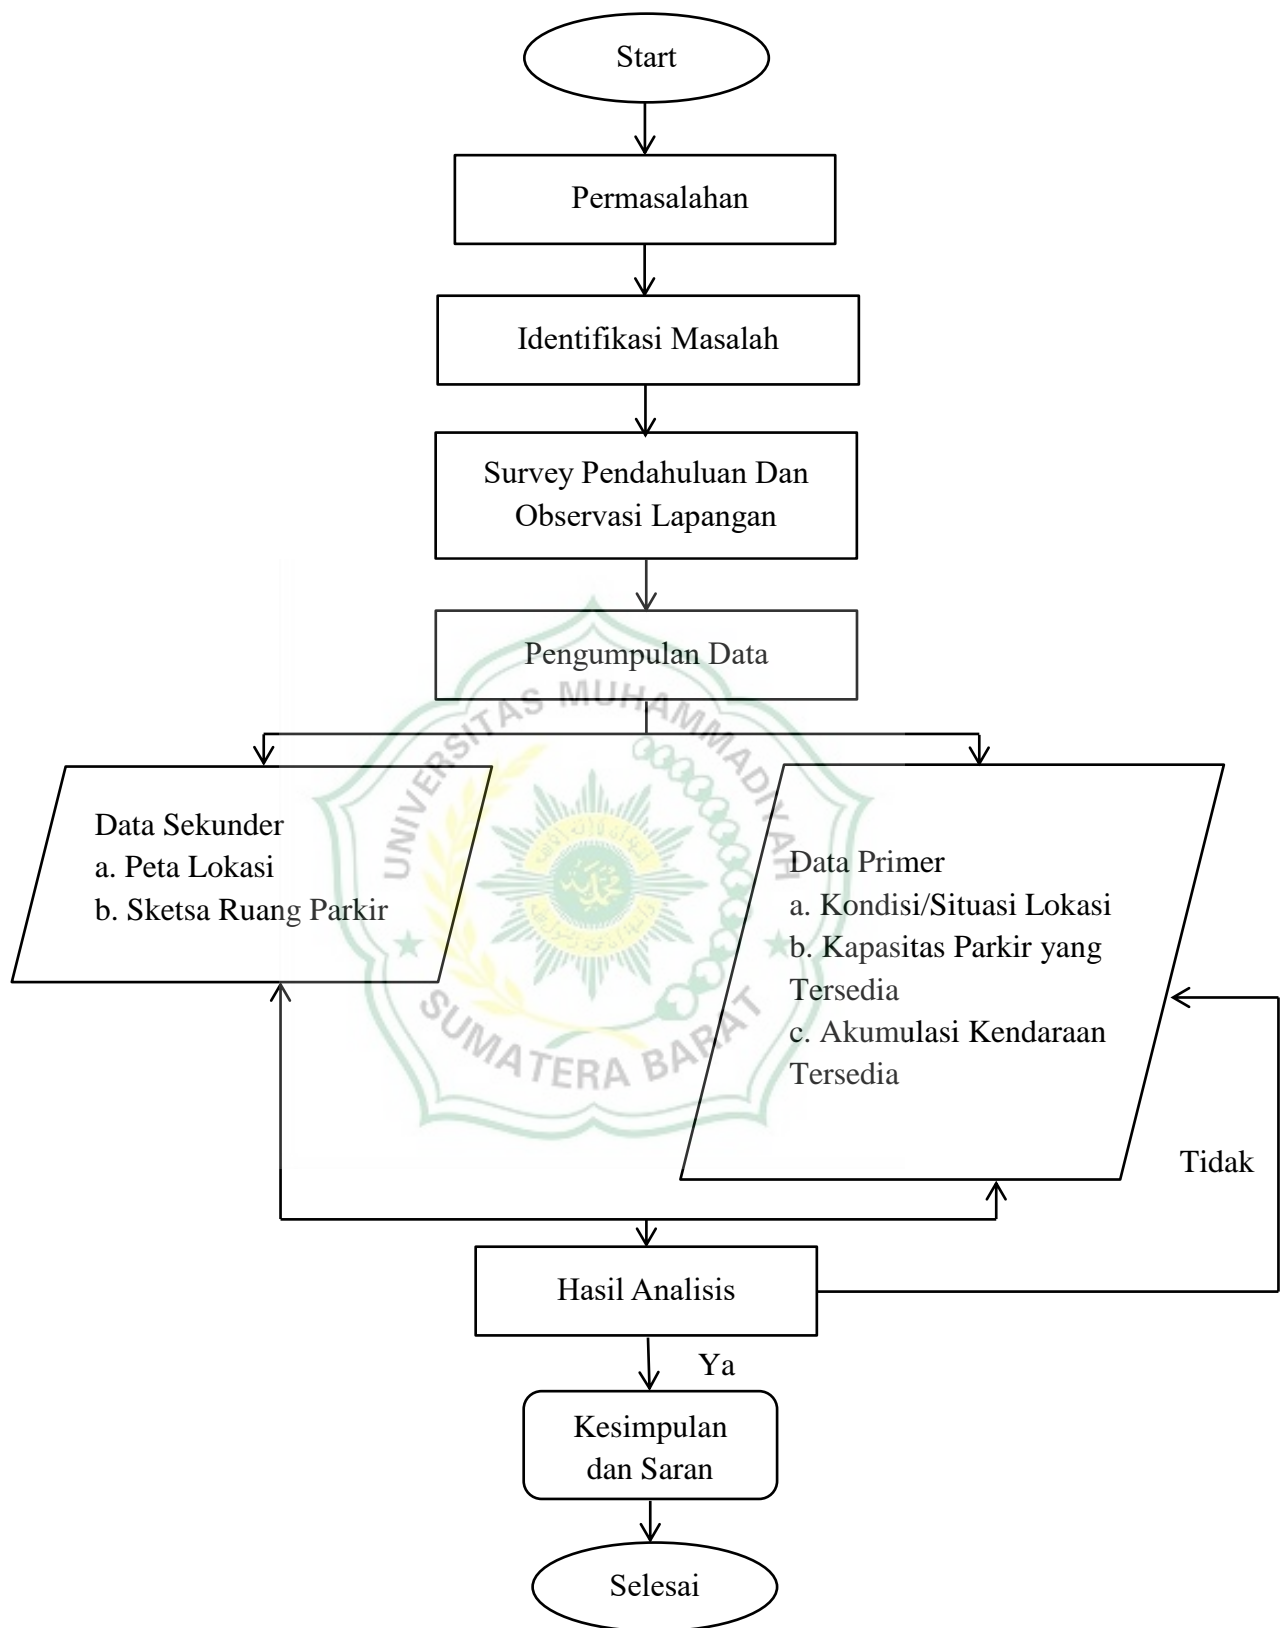 Start
Permasalahan
Identifikasi Masalah
Survey Pendahuluan Dan
Observasi Lapangan
Pengumpulan Data
Data Sekunder
a. Peta Lokasi
b. Sketsa Ruang Parkir
Data Primer
a. Kondisi/Situasi Lokasi
b. Kapasitas Parkir yang
Tersedia
c. Akumulasi Kendaraan
Tersedia
UNIVERSITAS MUHAMMADIYAH
SUMATERA BARAT
Tidak
Hasil Analisis
Ya
Kesimpulan
dan Saran
Selesai